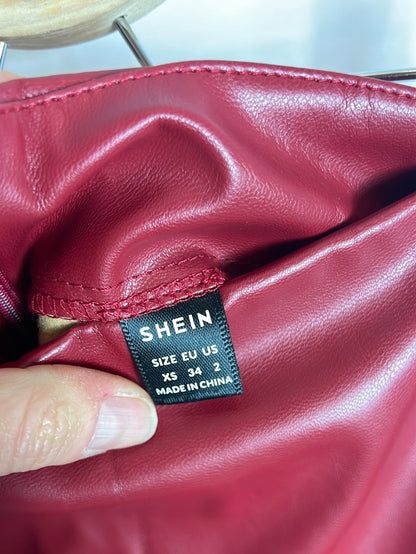 SHEIN
SIZE EU US
XS 34 2
MADE IN CHINA